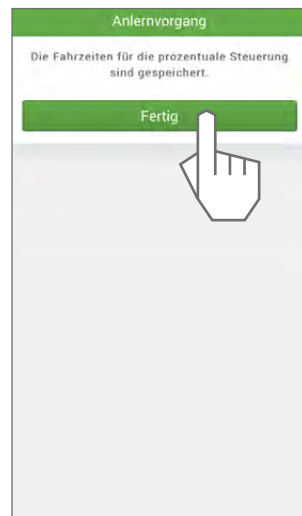 Anlernvorgang
Die Fahrzeiten für die prozentuale Steuerung
sind gespeichert.
Fertig